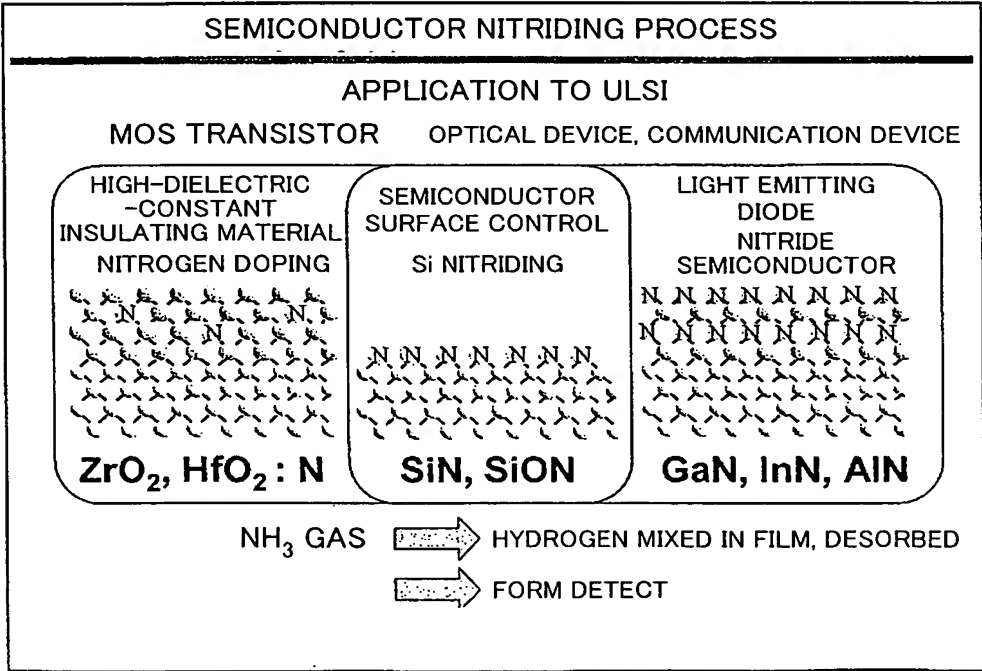 SEMICONDUCTOR NITRIDING PROCESS
APPLICATION TO ULSI
MOS TRANSISTOR OPTICAL DEVICE, COMMUNICATION DEVICE
HIGH-DIELECTRIC
-CONSTANT
INSULATING MATERIAL
NITROGEN DOPING
N N
N
ZrO₂, HfO₂ : N
SEMICONDUCTOR
SURFACE CONTROL
Si NITRIDING
N N N N N N N
SiN, SiON
LIGHT EMITTING
DIODE
NITRIDE
SEMICONDUCTOR
N N N N N N N N
N N N N N N N N
GaN, InN, AlN
NH₃ GAS HYDROGEN MIXED IN FILM, DESORBED
FORM DETECT